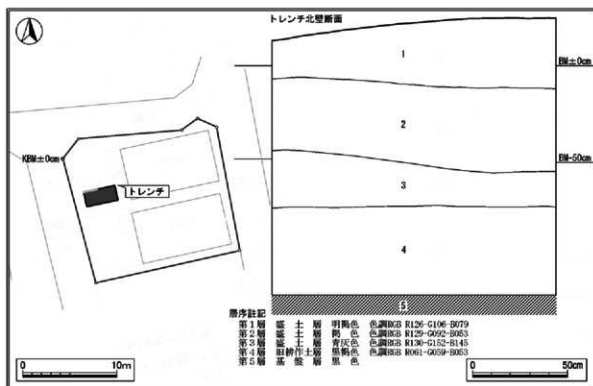 トレンチ北壁断面
1
BM±0cm
2
KBM±0cm
BM-50cm
トレンチ
3
4
5
層序註記
第1層 盛土層 明褐色 色調RGB R126-G106-B079
第2層 盛土層 褐色 色調RGB R129-G092-B053
第3層 盛土層 青灰色 色調RGB R130-G152-B145
第4層 旧耕作土層 黒褐色 色調RGB R061-G059-B053
第5層 基盤層 黒色
0 10m
0 50cm